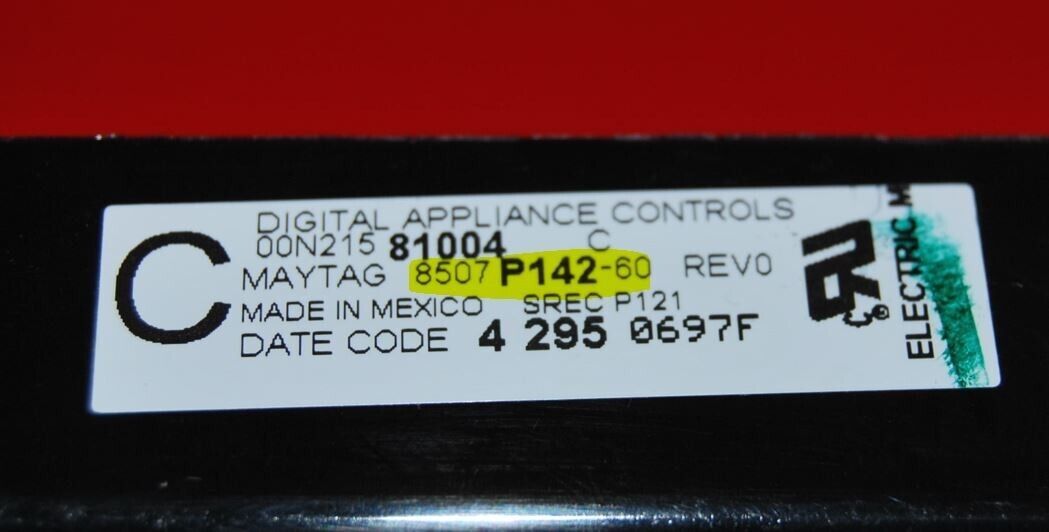 C
DIGITAL APPLIANCE CONTROLS
00N215 81004 C
MAYTAG 8507 P142-60 REV0
MADE IN MEXICO SREC P121
DATE CODE 4 295 0697F
ELECTRIC